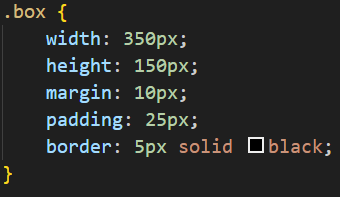 .box {
    width: 350px;
    height: 150px;
    margin: 10px;
    padding: 25px;
    border: 5px solid black;
}